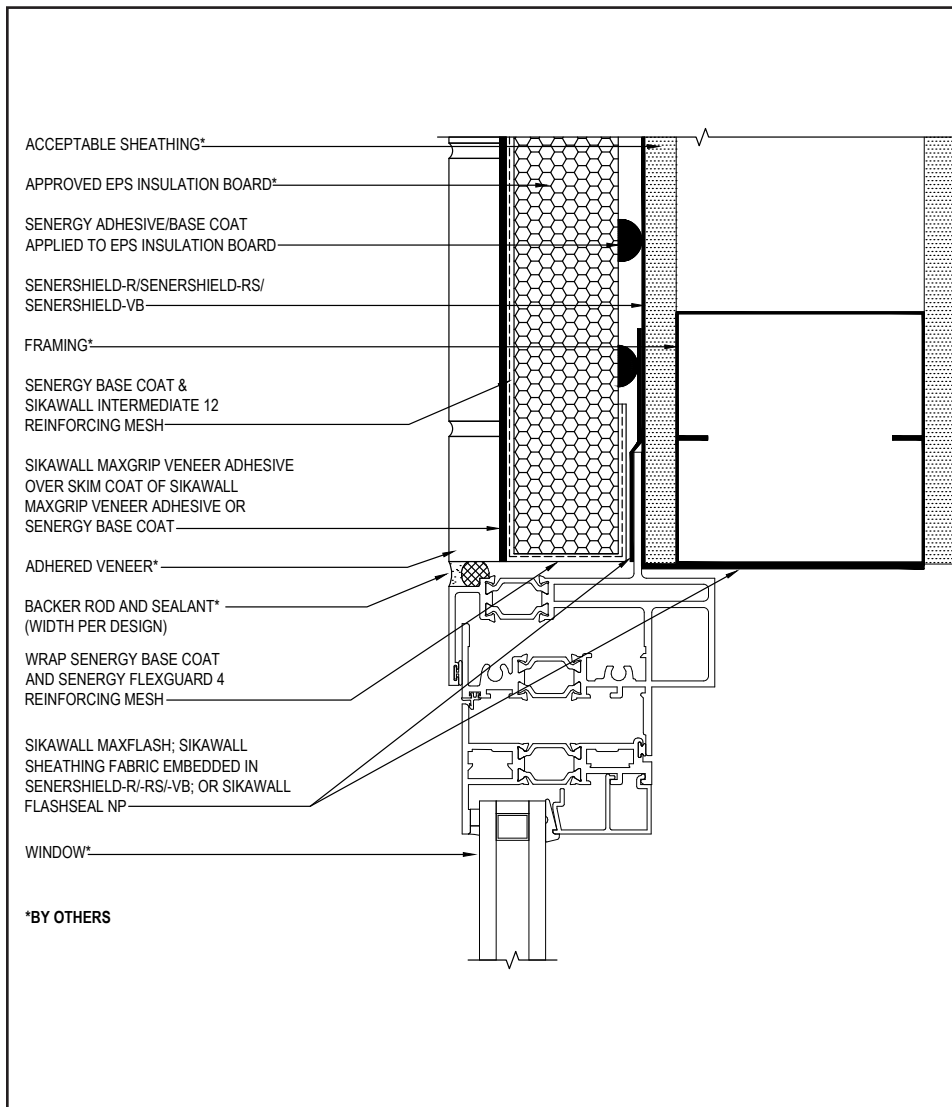 ACCEPTABLE SHEATHING*
APPROVED EPS INSULATION BOARD*
SENERGY ADHESIVE/BASE COAT
APPLIED TO EPS INSULATION BOARD
SENERSHIELD-R/SENERSHIELD-RS/
SENERSHIELD-VB
FRAMING*
SENERGY BASE COAT &
SIKAWALL INTERMEDIATE 12
REINFORCING MESH
SIKAWALL MAXGRIP VENEER ADHESIVE
OVER SKIM COAT OF SIKAWALL
MAXGRIP VENEER ADHESIVE OR
SENERGY BASE COAT
ADHERED VENEER*
BACKER ROD AND SEALANT*
(WIDTH PER DESIGN)
WRAP SENERGY BASE COAT
AND SENERGY FLEXGUARD 4
REINFORCING MESH
SIKAWALL MAXFLASH; SIKAWALL
SHEATHING FABRIC EMBEDDED IN
SENERSHIELD-R/-RS/-VB; OR SIKAWALL
FLASHSEAL NP
WINDOW*
*BY OTHERS